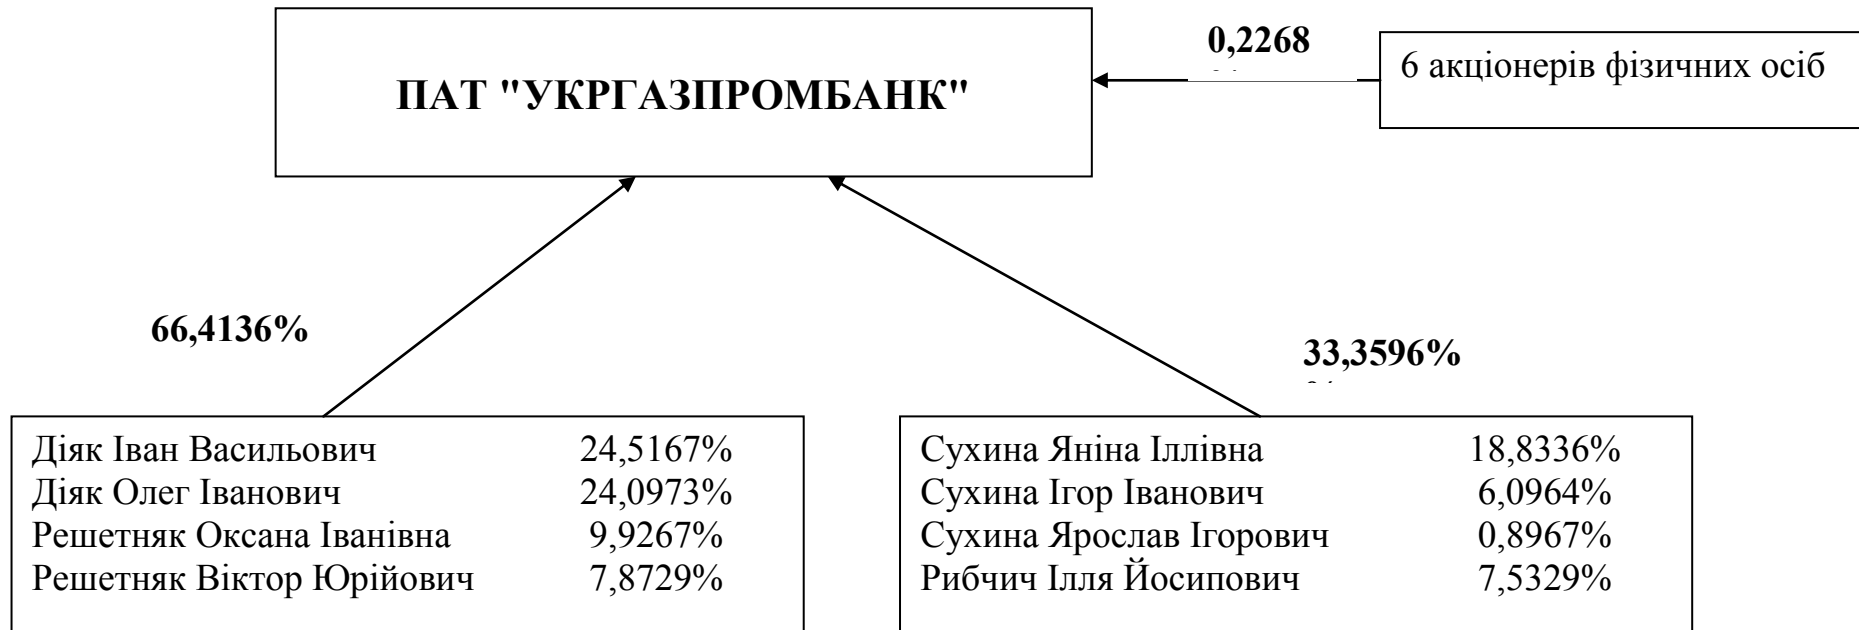 0,2268
6 акціонерів фізичних осіб
ПАТ "УКРГАЗПРОМБАНК"
66,4136%
33,3596%
Діяк Іван Васильович 24,5167%
Діяк Олег Іванович 24,0973%
Решетняк Оксана Іванівна 9,9267%
Решетняк Віктор Юрійович 7,8729%
Сухина Яніна Іллівна 18,8336%
Сухина Ігор Іванович 6,0964%
Сухина Ярослав Ігорович 0,8967%
Рибчич Ілля Йосипович 7,5329%